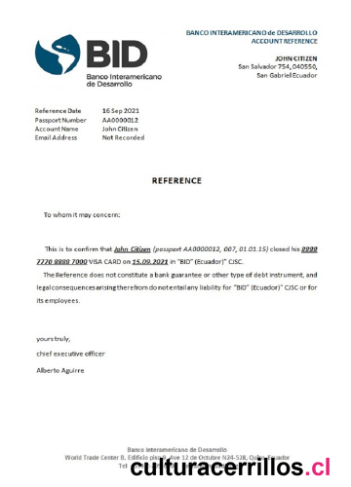 BANCO INTERAMERICANO de DESARROLLO
ACCOUNT REFERENCE
BID
Banco Interamericano
de Desarrollo
JOHN CITIZEN
San Salvador 754, 040556,
San Gabriel Ecuador
Reference Date 16 Sep 2021
Passport Number AA0000012
Account Name John Citizen
Email Address Not Recorded
REFERENCE
To whom it may concern:
This is to confirm that John Citizen (passport AA0000012, 007, 01.01.15) closed his
7770 8888 7000 VISA CARD on 15.09.2021 in "BID" (Ecuador)" CJSC.
The Reference does not constitute a bank guarantee or other type of debt instrument, and
legal consequences arising therefrom do not entail any liability for "BID" (Ecuador)" CJSC or for
its employees.
yours truly,
chief executive officer
Alberto Aguirre
Banco Interamericano de Desarrollo
World Trade Center B, Edificio piso 9, Ave 12 de Octubre N24-528, Quito, Ecuador
Tel
culturacerrillos.cl